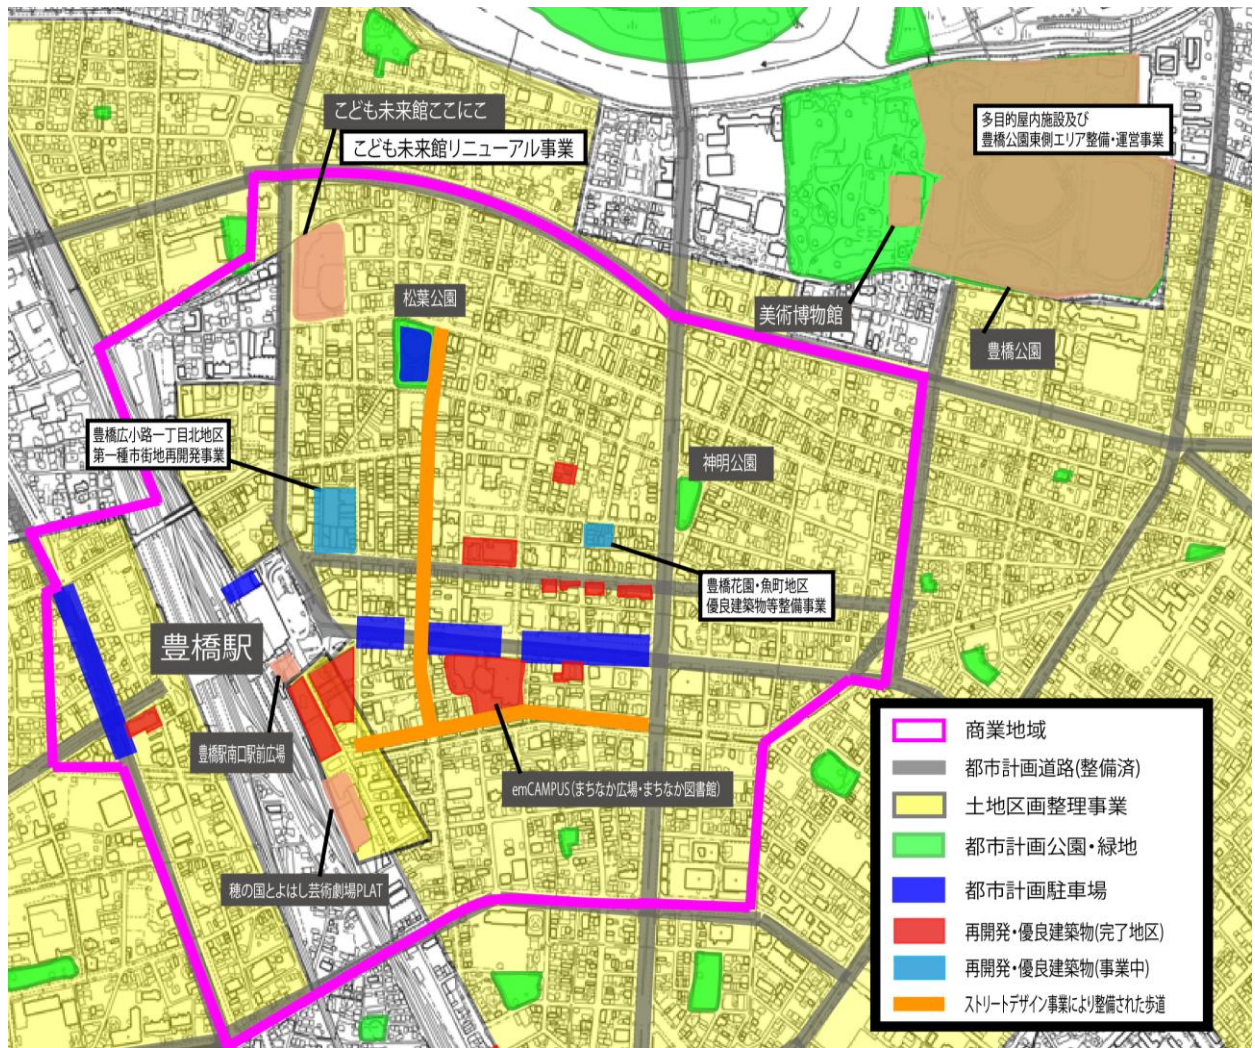 こども未来館ここにこ
こども未来館リニューアル事業
多目的屋内施設及び
豊橋公園東側エリア整備・運営事業
松葉公園
美術博物館
豊橋公園
豊橋広小路一丁目北地区
第一種市街地再開発事業
神明公園
豊橋花園・魚町地区
優良建築物等整備事業
豊橋駅
豊橋駅南口駅前広場
emCAMPUS(まちなか広場・まちなか図書館)
穂の国とよはし芸術劇場PLAT
商業地域
都市計画道路(整備済)
土地区画整理事業
都市計画公園・緑地
都市計画駐車場
再開発・優良建築物(完了地区)
再開発・優良建築物(事業中)
ストリートデザイン事業により整備された歩道